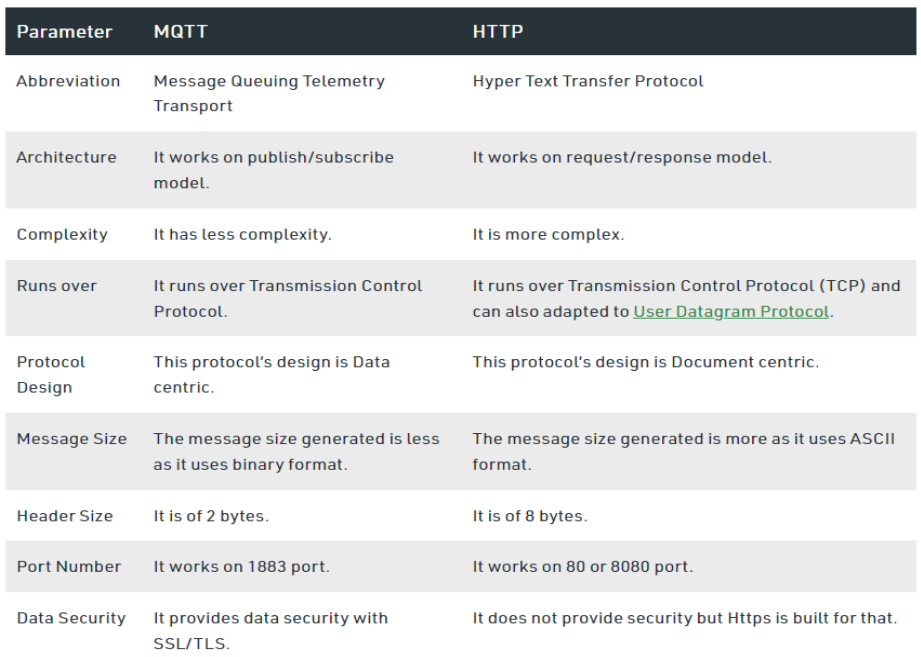 Parameter MQTT HTTP
Abbreviation Message Queuing Telemetry Transport Hyper Text Transfer Protocol
Architecture It works on publish/subscribe model. It works on request/response model.
Complexity It has less complexity. It is more complex.
Runs over It runs over Transmission Control Protocol. It runs over Transmission Control Protocol (TCP) and can also adapted to User Datagram Protocol.
Protocol Design This protocol's design is Data centric. This protocol's design is Document centric.
Message Size The message size generated is less as it uses binary format. The message size generated is more as it uses ASCII format.
Header Size It is of 2 bytes. It is of 8 bytes.
Port Number It works on 1883 port. It works on 80 or 8080 port.
Data Security It provides data security with SSL/TLS. It does not provide security but Https is built for that.